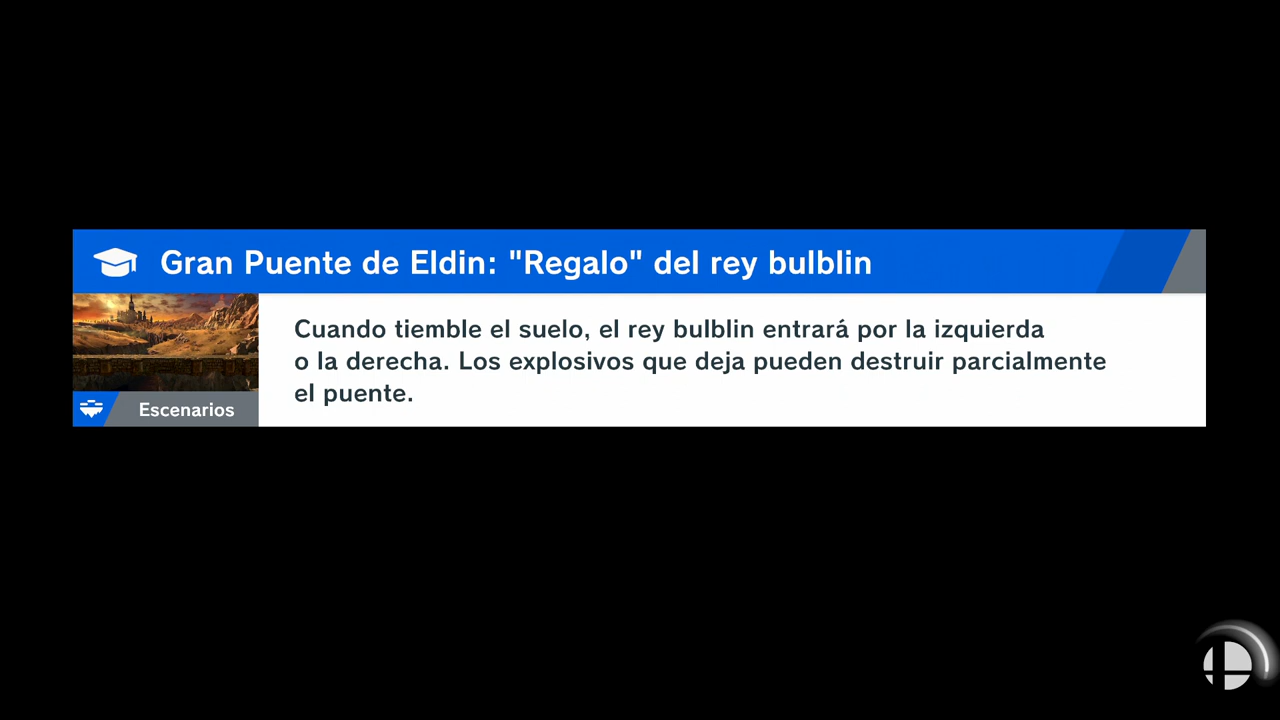 Gran Puente de Eldin: "Regalo" del rey bulblin
Cuando tiemble el suelo, el rey bulblin entrará por la izquierda
o la derecha. Los explosivos que deja pueden destruir parcialmente
el puente.
Escenarios